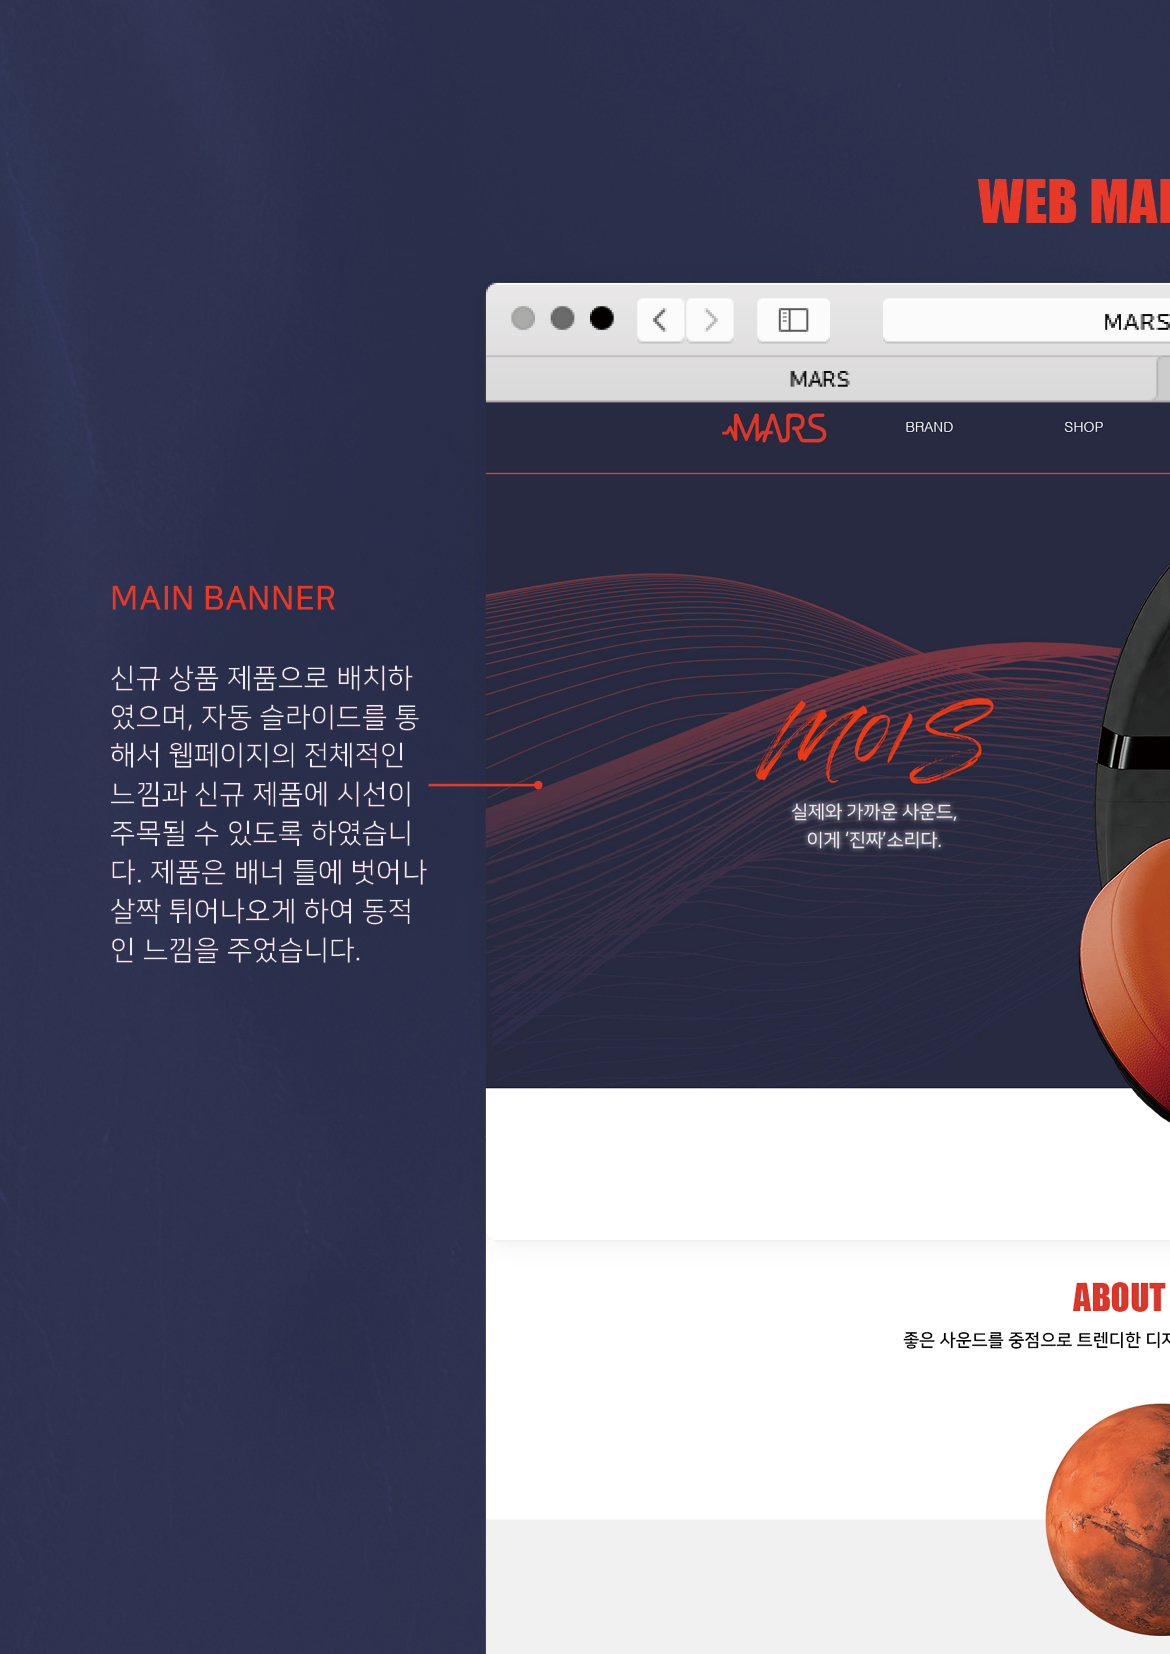 WEB MAI
MARS
MARS
MARS
BRAND
SHOP
MAIN BANNER
신규 상품 제품으로 배치하
였으며, 자동 슬라이드를 통
해서 웹페이지의 전체적인
느낌과 신규 제품에 시선이
주목될 수 있도록 하였습니
다. 제품은 배너 틀에 벗어나
살짝 튀어나오게 하여 동적
인 느낌을 주었습니다.
MOIS
실제와 가까운 사운드,
이게 ‘진짜’소리다.
ABOUT
좋은 사운드를 중점으로 트렌디한 디자